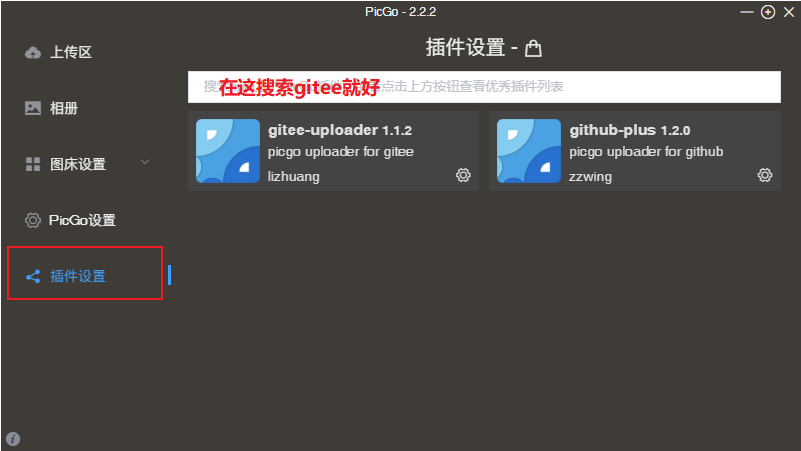 PicGo - 2.2.2
上传区
相册
图床设置
PicGo设置
插件设置
插件设置 -
搜
在这搜索gitee就好
点击上方按钮查看优秀插件列表
gitee-uploader 1.1.2
picgo uploader for gitee
lizhuang
github-plus 1.2.0
picgo uploader for github
zzwing